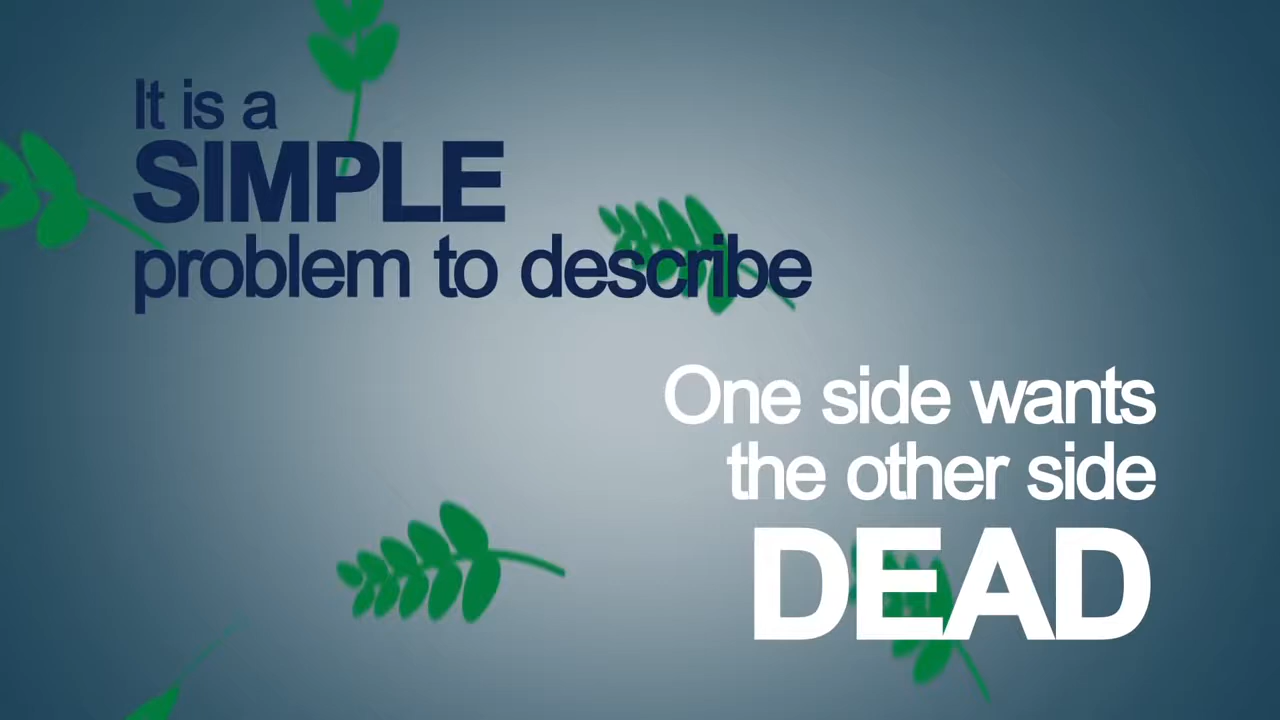 It is a
SIMPLE
problem to describe
One side wants
the other side
DEAD